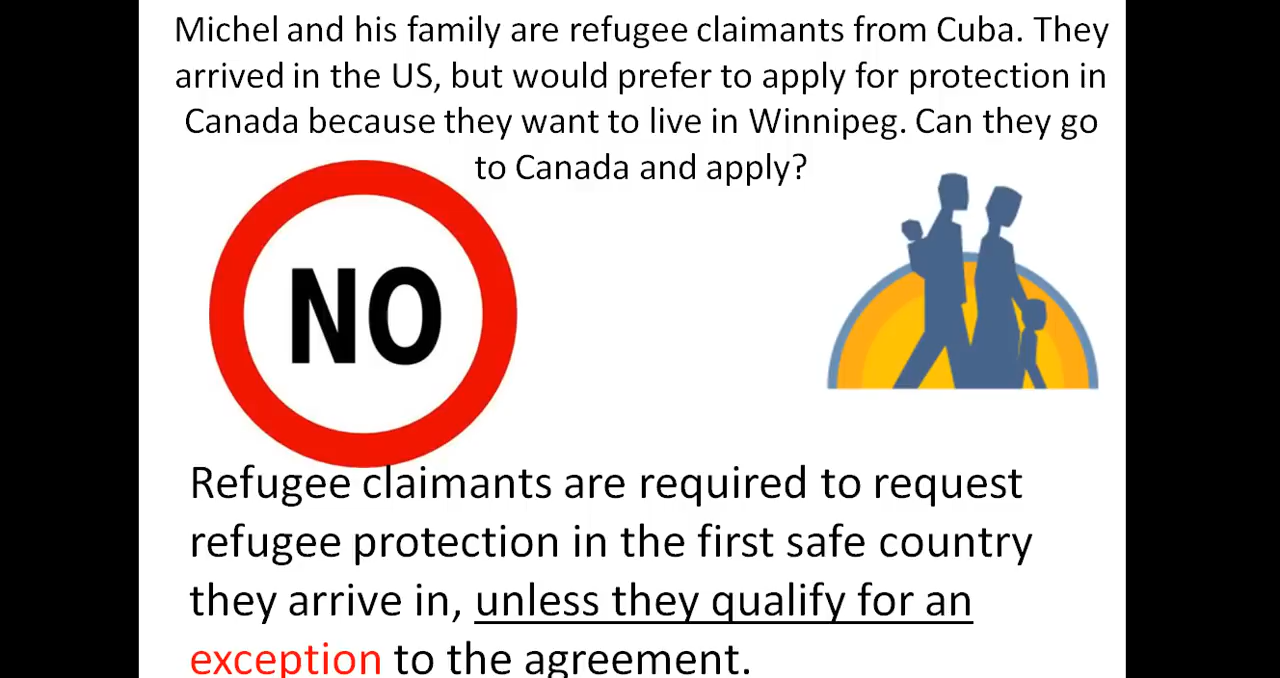 Michel and his family are refugee claimants from Cuba. They
arrived in the US, but would prefer to apply for protection in
Canada because they want to live in Winnipeg. Can they go
to Canada and apply?
NO
Refugee claimants are required to request
refugee protection in the first safe country
they arrive in, unless they qualify for an
exception to the agreement.